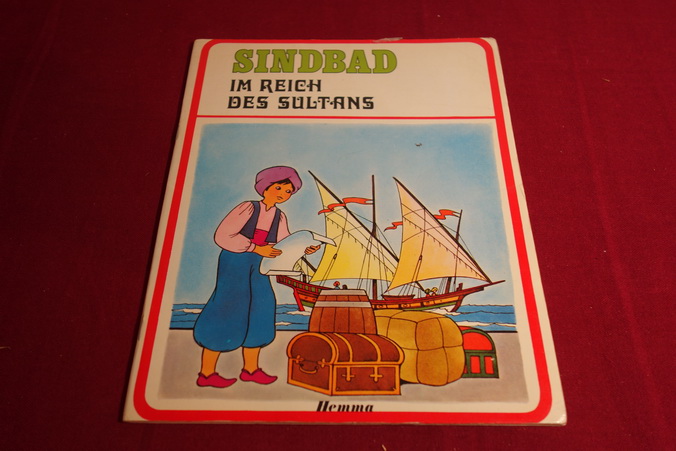 SINDBAD
IM REICH
DES SULTANS
Hemma